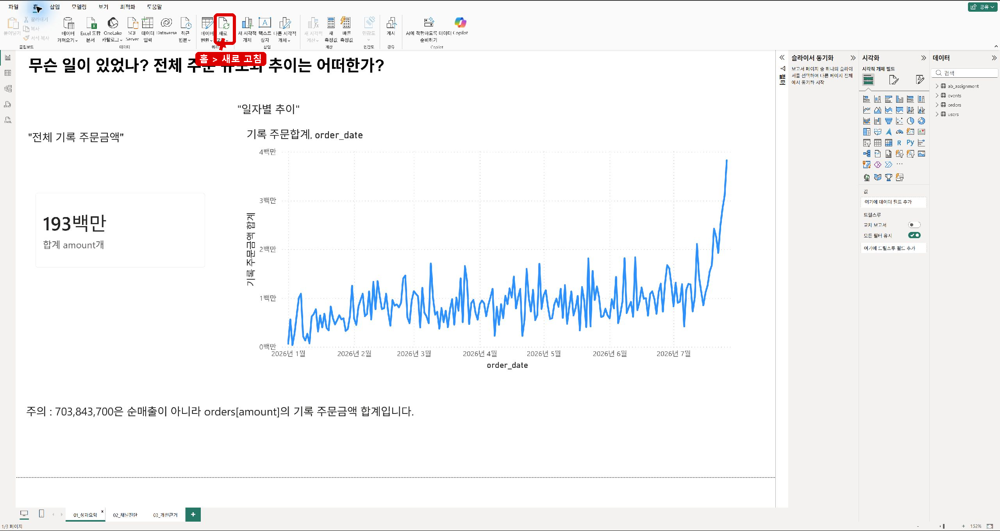 파일
홈
삽입
모델링
보기
최적화
도움말
공유
붙여넣기
잘라내기
복사
서식 복사
클립보드
데이터
가져오기
Excel 통합
문서
OneLake
카탈로그
SQL
Server
데이터
입력
Dataverse
최근
원본
데이터
데이터
변환
새로
쿼리
새 시각적
개체
텍스트
상자
다른 시각적
개체
삽입
새 시각적
계산
새
측정값
빠른
측정값
계산
민감도
민감도
게시
공유
AI에 적합하도록 데이터
준비하기
Copilot
Copilot
홈 > 새로 고침
무슨 일이 있었나? 전체 주문 추이는 어떠한가?
"일자별 추이"
"전체 기록 주문금액"
기록 주문합계, order_date
4백만
3백만
2백만
1백만
0백만
기록 주문금액 합계
193백만
합계 amount개
2026년 1월
2026년 2월
2026년 3월
2026년 4월
2026년 5월
2026년 6월
2026년 7월
order_date
주의 : 703,843,700은 순매출이 아니라 orders[amount]의 기록 주문금액 합계입니다.
필터
슬라이서 동기화
보고서 페이지 중 하나의 슬라이
서를 선택하여 다른 페이지 전체
에서 동기화 시작
시각화
시각적 개체 빌드
R
Py
값
여기에 데이터 필드 추가
드릴스루
교차 보고서
모든 필터 유지
여기에 드릴스루 필드 추가
데이터
검색
ab_assignment
events
orders
users
DAX
TMDL
01_성과요약
02_채널진단
03_개선근거
1/3 페이지
152%